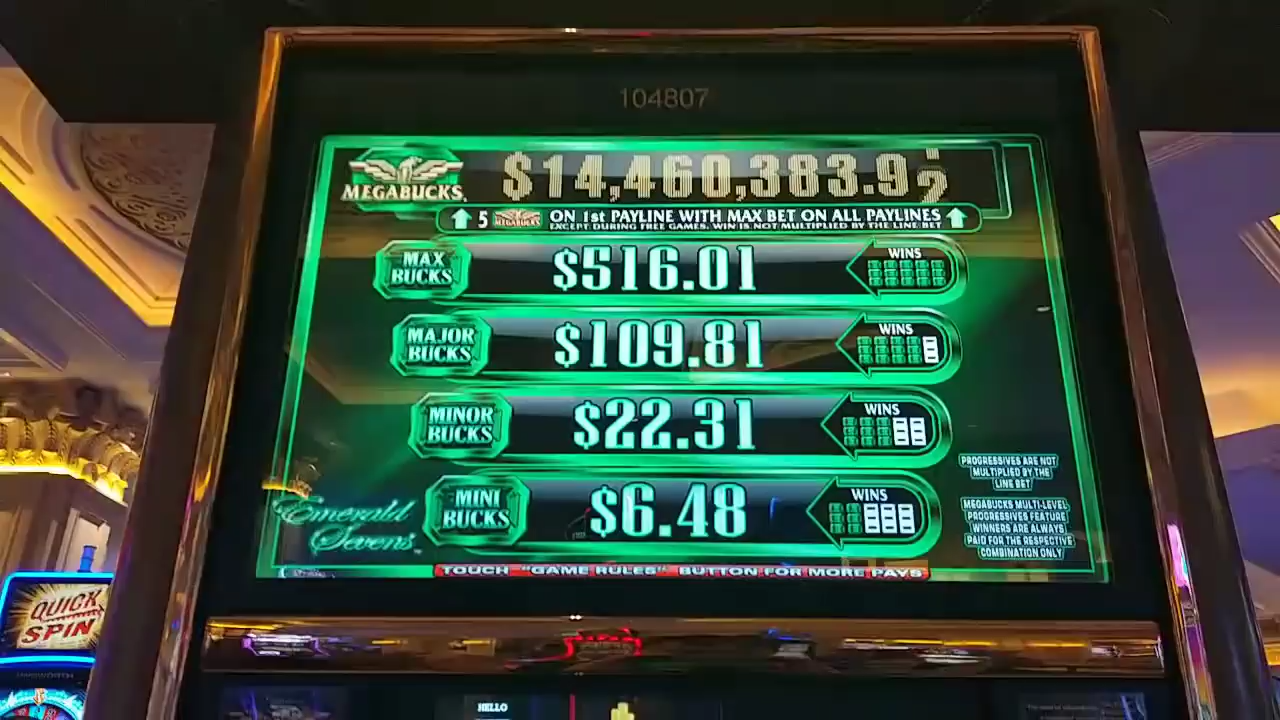 104807
MEGABUCKS
$14,460,383.92
5 MEGABUCKS ON 1st PAYLINE WITH MAX BET ON ALL PAYLINES
EXCEPT DURING FREE GAMES. WIN IS NOT MULTIPLIED BY THE LINE BET
MAX BUCKS
$516.01
WINS
MAJOR BUCKS
$109.81
WINS
MINOR BUCKS
$22.31
WINS
MINI BUCKS
$6.48
WINS
PROGRESSIVES ARE NOT
MULTIPLIED BY THE
LINE BET
MEGABUCKS MULTI-LEVEL
PROGRESSIVES FEATURE
WINNERS ARE ALWAYS
PAID FOR THE RESPECTIVE
COMBINATION ONLY
Emerald
Sevens
TOUCH "GAME RULES" BUTTON FOR MORE PAYS
QUICK
SPIN
AINSWORTH
HELLO